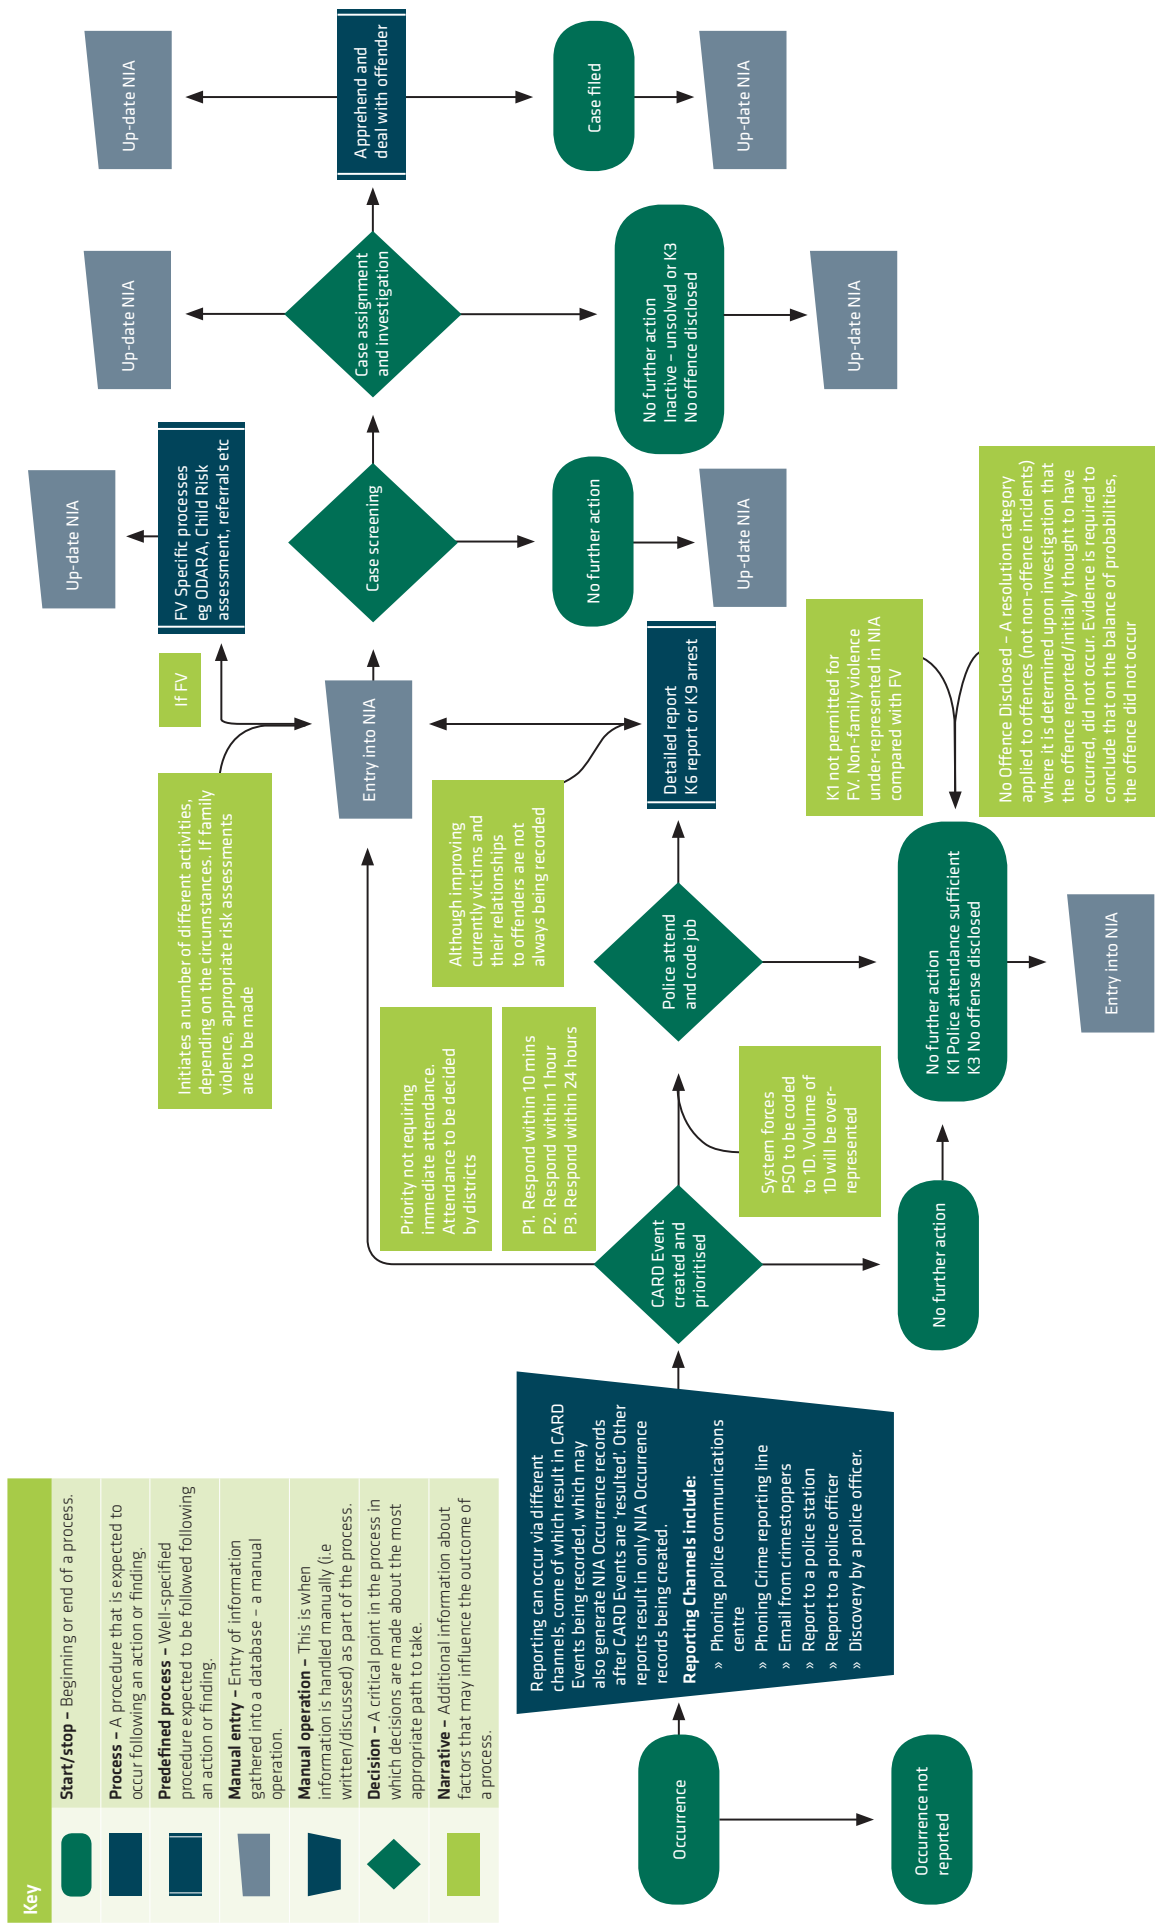 Key
Start/stop – Beginning or end of a process.
Process – A procedure that is expected to
occur following an action or finding.
Predefined process – Well-specified
procedure expected to be followed following
an action or finding.
Manual entry – Entry of information
gathered into a database – a manual
operation.
Manual operation – This is when
information is handled manually (i.e
written/discussed) as part of the process.
Decision – A critical point in the process in
which decisions are made about the most
appropriate path to take.
Narrative – Additional information about
factors that may influence the outcome of
a process.
Occurrence
Occurrence not
reported
Reporting can occur via different
channels, come of which result in CARD
Events being recorded, which may
also generate NIA Occurrence records
after CARD Events are ‘resulted’. Other
reports result in only NIA Occurrence
records being created.
Reporting Channels include:
» Phoning police communications
centre
» Phoning Crime reporting line
» Email from crimestoppers
» Report to a police station
» Report to a police officer
» Discovery by a police officer.
CARD Event
created and
prioritised
No further action
Priority not requiring
immediate attendance.
Attendance to be decided
by districts
P1. Respond within 10 mins
P2. Respond within 1 hour
P3. Respond within 24 hours
System forces
PSO to be coded
to 1D. Volume of
1D will be over-
represented
Police attend
and code job
No further action
K1 Police attendance sufficient
K3 No offense disclosed
Entry into NIA
Initiates a number of different activities,
depending on the circumstances. If family
violence, appropriate risk assessments
are to be made
Although improving
currently victims and
their relationships
to offenders are not
always being recorded
If FV
Entry into NIA
Detailed report
K6 report or K9 arrest
K1 not permitted for
FV. Non-family violence
under-represented in NIA
compared with FV
No Offence Disclosed – A resolution category
applied to offences (not non-offence incidents)
where it is determined upon investigation that
the offence reported/initially thought to have
occurred, did not occur. Evidence is required to
conclude that on the balance of probabilities,
the offence did not occur
Up-date NIA
FV Specific processes
eg ODARA, Child Risk
assessment, referrals etc
Case screening
No further action
Up-date NIA
Up-date NIA
Case assignment
and investigation
No further action
Inactive – unsolved or K3
No offence disclosed
Up-date NIA
Up-date NIA
Apprehend and
deal with offender
Case filed
Up-date NIA